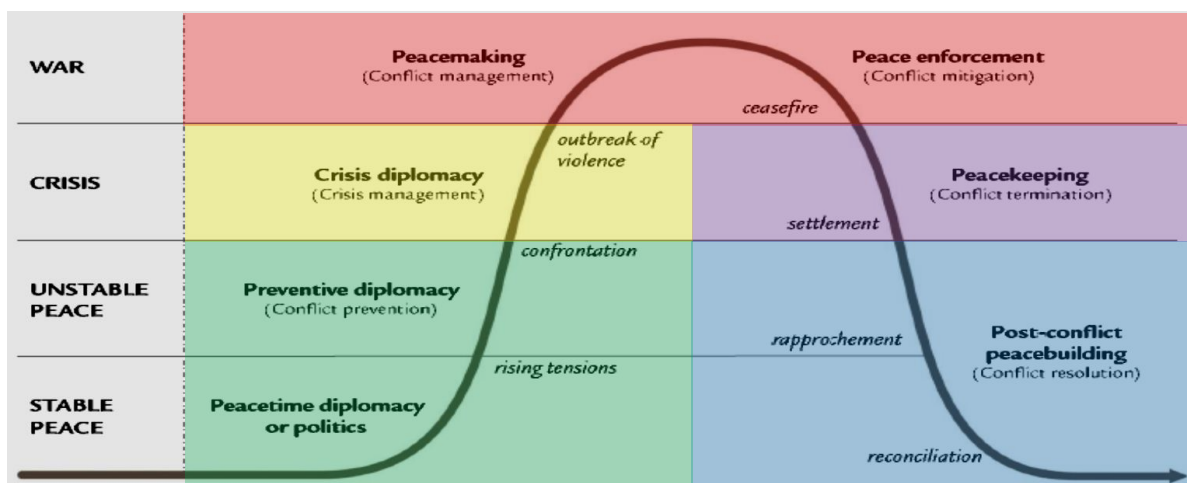 WAR
Peacemaking
(Conflict management)
Peace enforcement
(Conflict mitigation)
ceasefire
outbreak of
violence
CRISIS
Crisis diplomacy
(Crisis management)
Peacekeeping
(Conflict termination)
settlement
confrontation
UNSTABLE
PEACE
Preventive diplomacy
(Conflict prevention)
rapprochement
Post-conflict
peacebuilding
(Conflict resolution)
rising tensions
STABLE
PEACE
Peacetime diplomacy
or politics
reconciliation